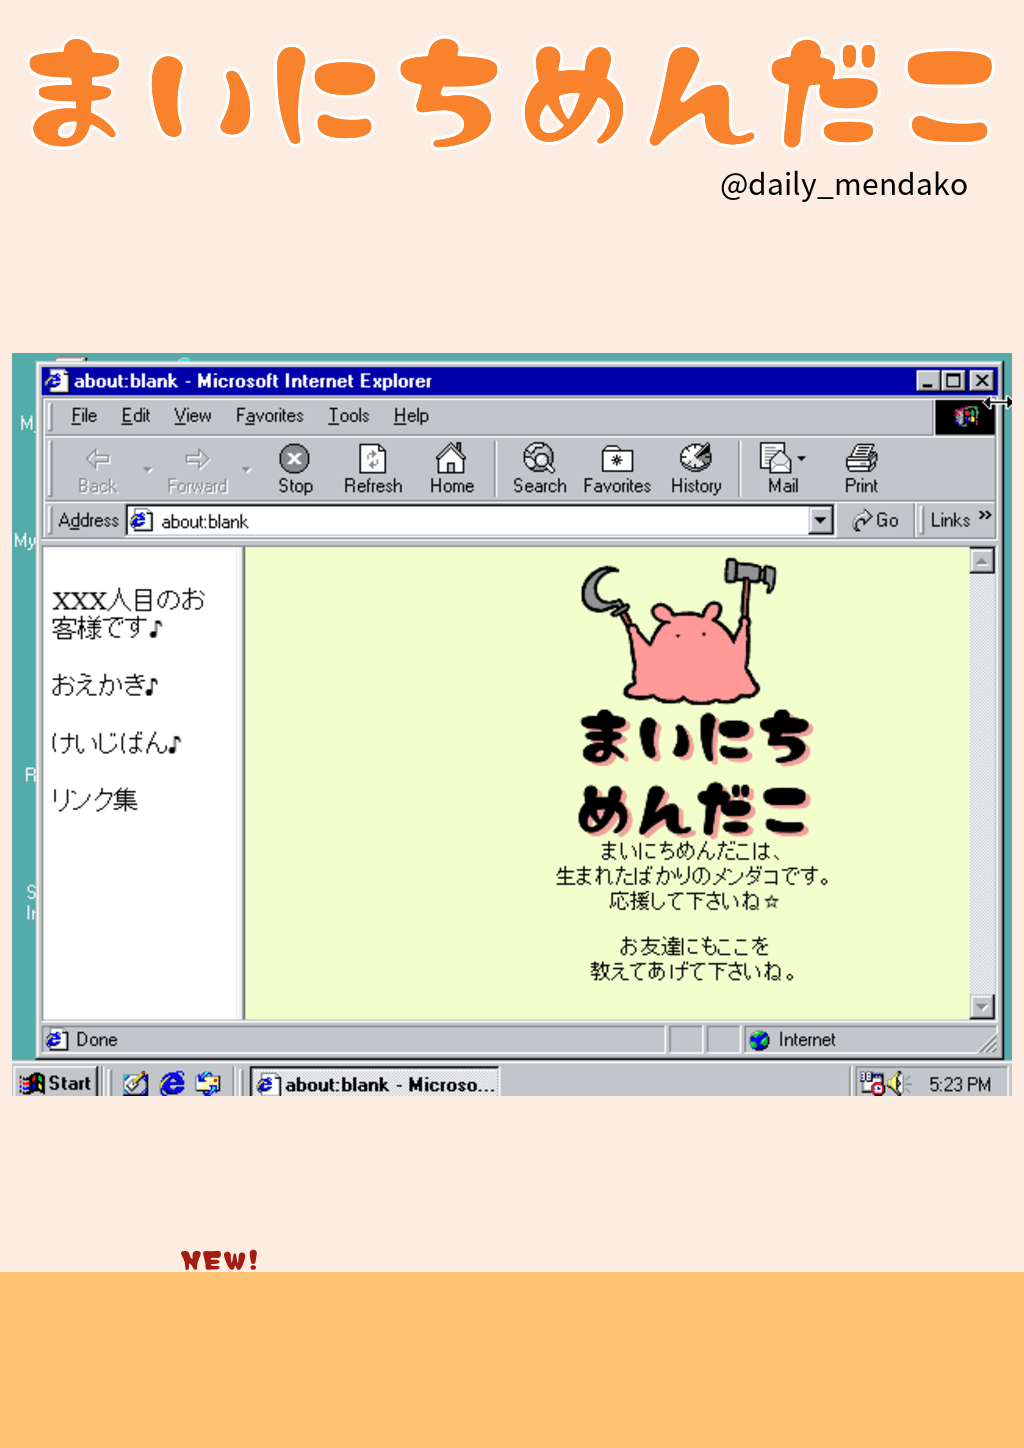 まいにちめんだこ
@daily_mendako
about:blank - Microsoft Internet Explorer
File Edit View Favorites Tools Help
Back Forward Stop Refresh Home Search Favorites History Mail Print
Address about:blank Go Links »
XXX人目のお
客様です♪
おえかき♪
けいじばん♪
リンク集
まいにち
めんだこ
まいにちめんだこは、
生まれたばかりのメンダコです。
応援して下さいね☆
お友達にもここを
教えてあげて下さいね。
Done Internet
Start about:blank - Microso... 5:23 PM
NEW!